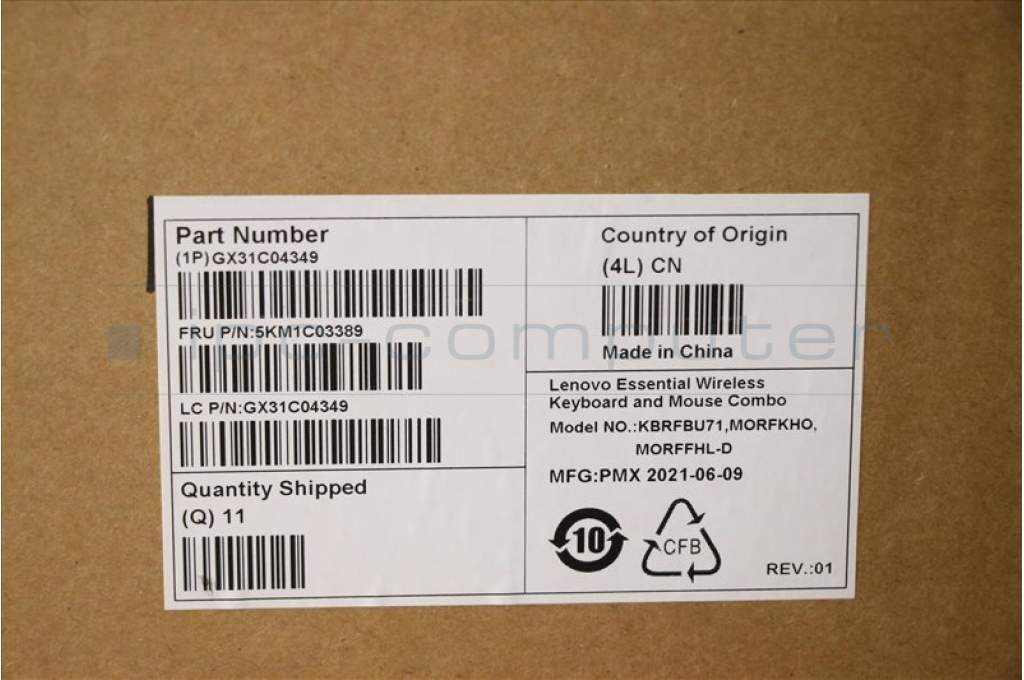 Part Number
(1P)GX31C04349
FRU P/N:5KM1C03389
LC P/N:GX31C04349
Quantity Shipped
(Q) 11
Country of Origin
(4L) CN
Made in China
Lenovo Essential Wireless
Keyboard and Mouse Combo
Model NO.:KBRFBU71,MORFKHO,
MORFFHL-D
MFG:PMX 2021-06-09
10
CFB
REV.:01
ipc-computer